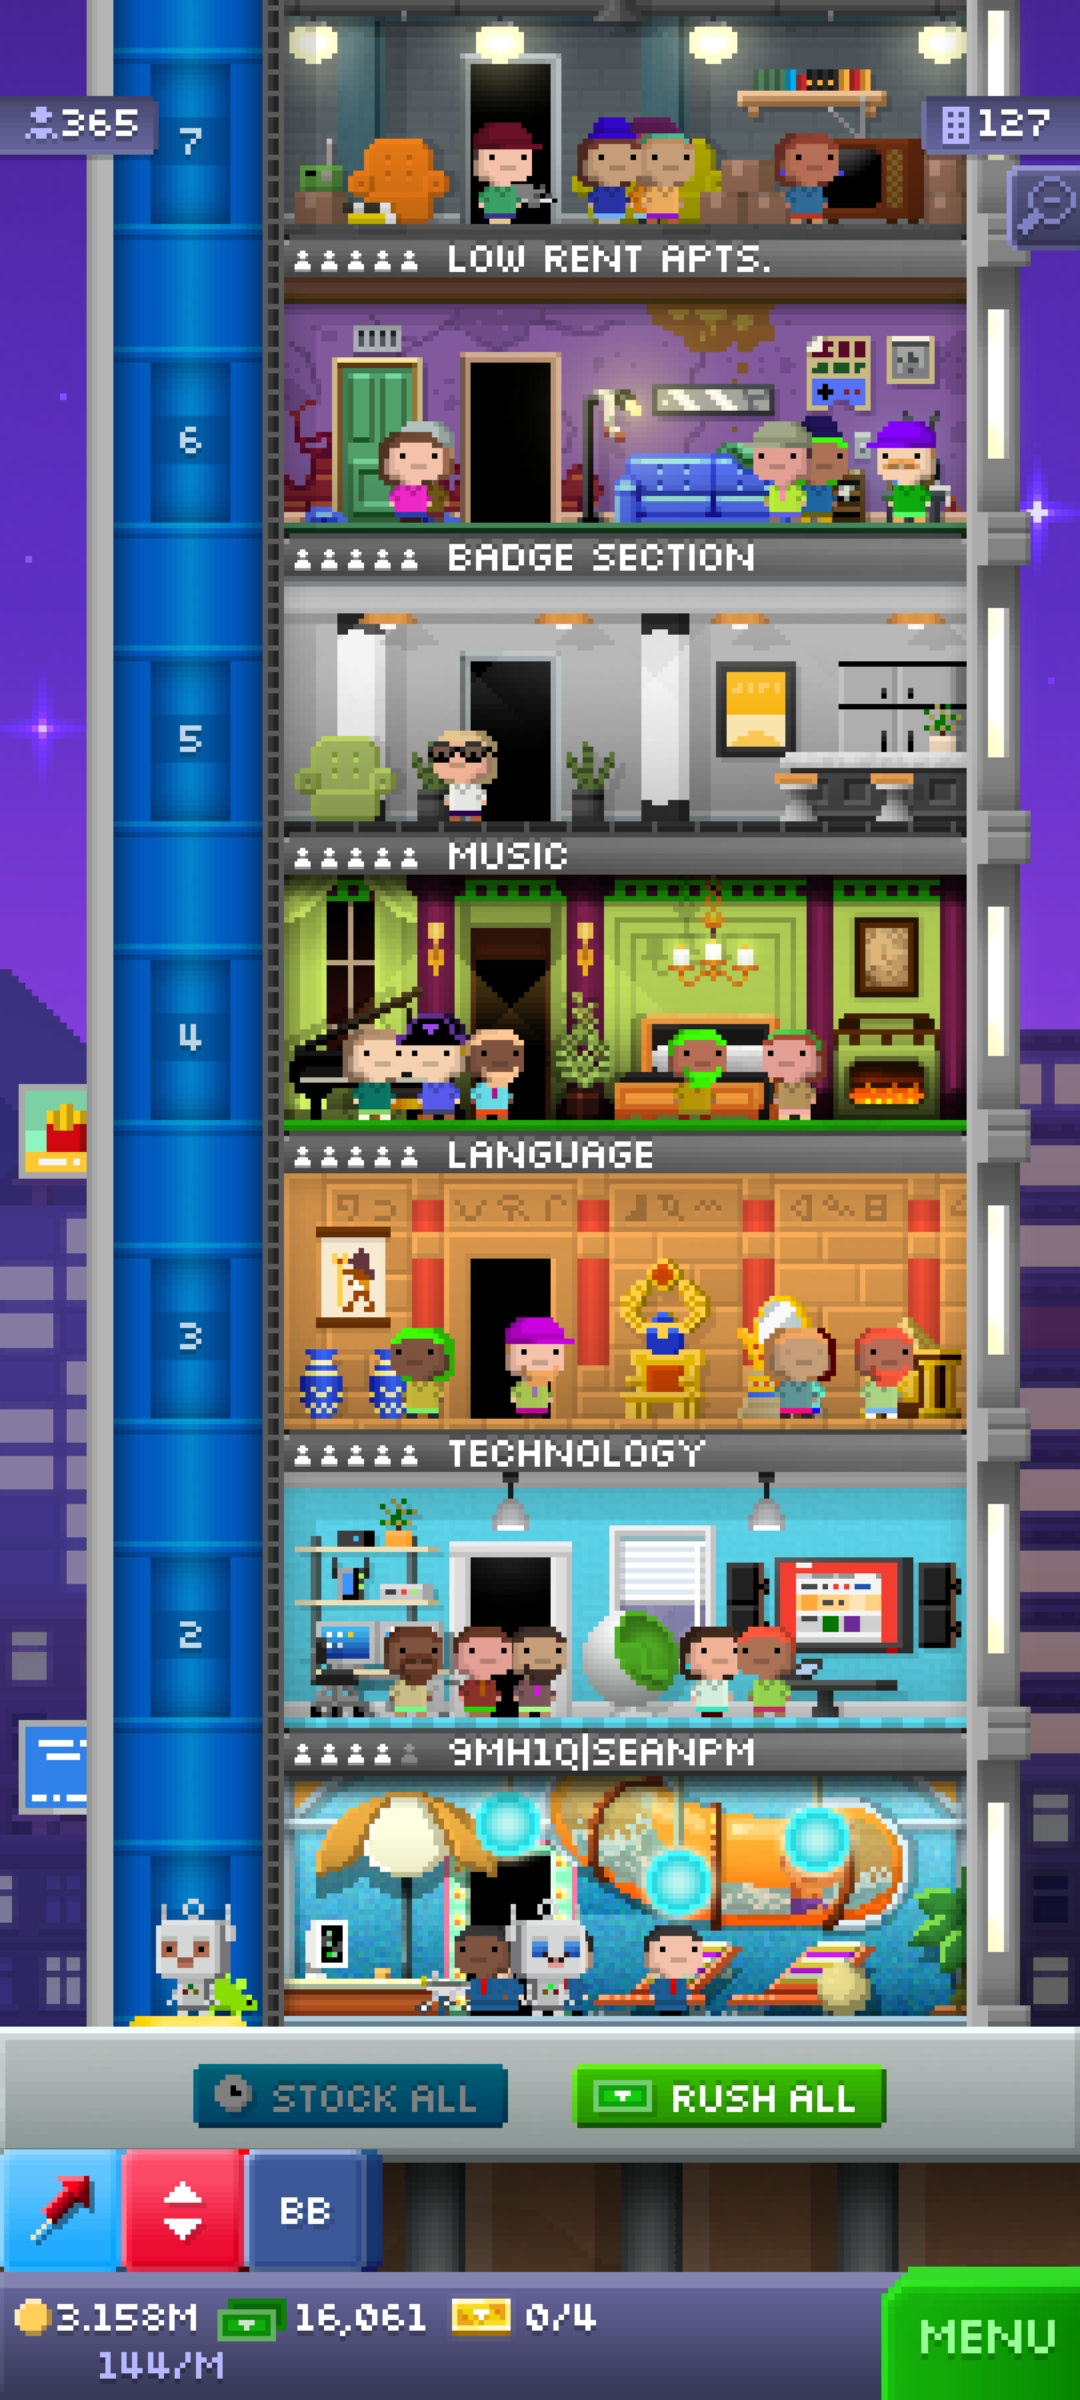 365
127
7
LOW RENT APTS.
6
BADGE SECTION
5
MUSIC
4
LANGUAGE
3
TECHNOLOGY
2
9MH1Q|SEANPM
STOCK ALL
RUSH ALL
BB
3.158M 16,061 0/4
144/M
MENU